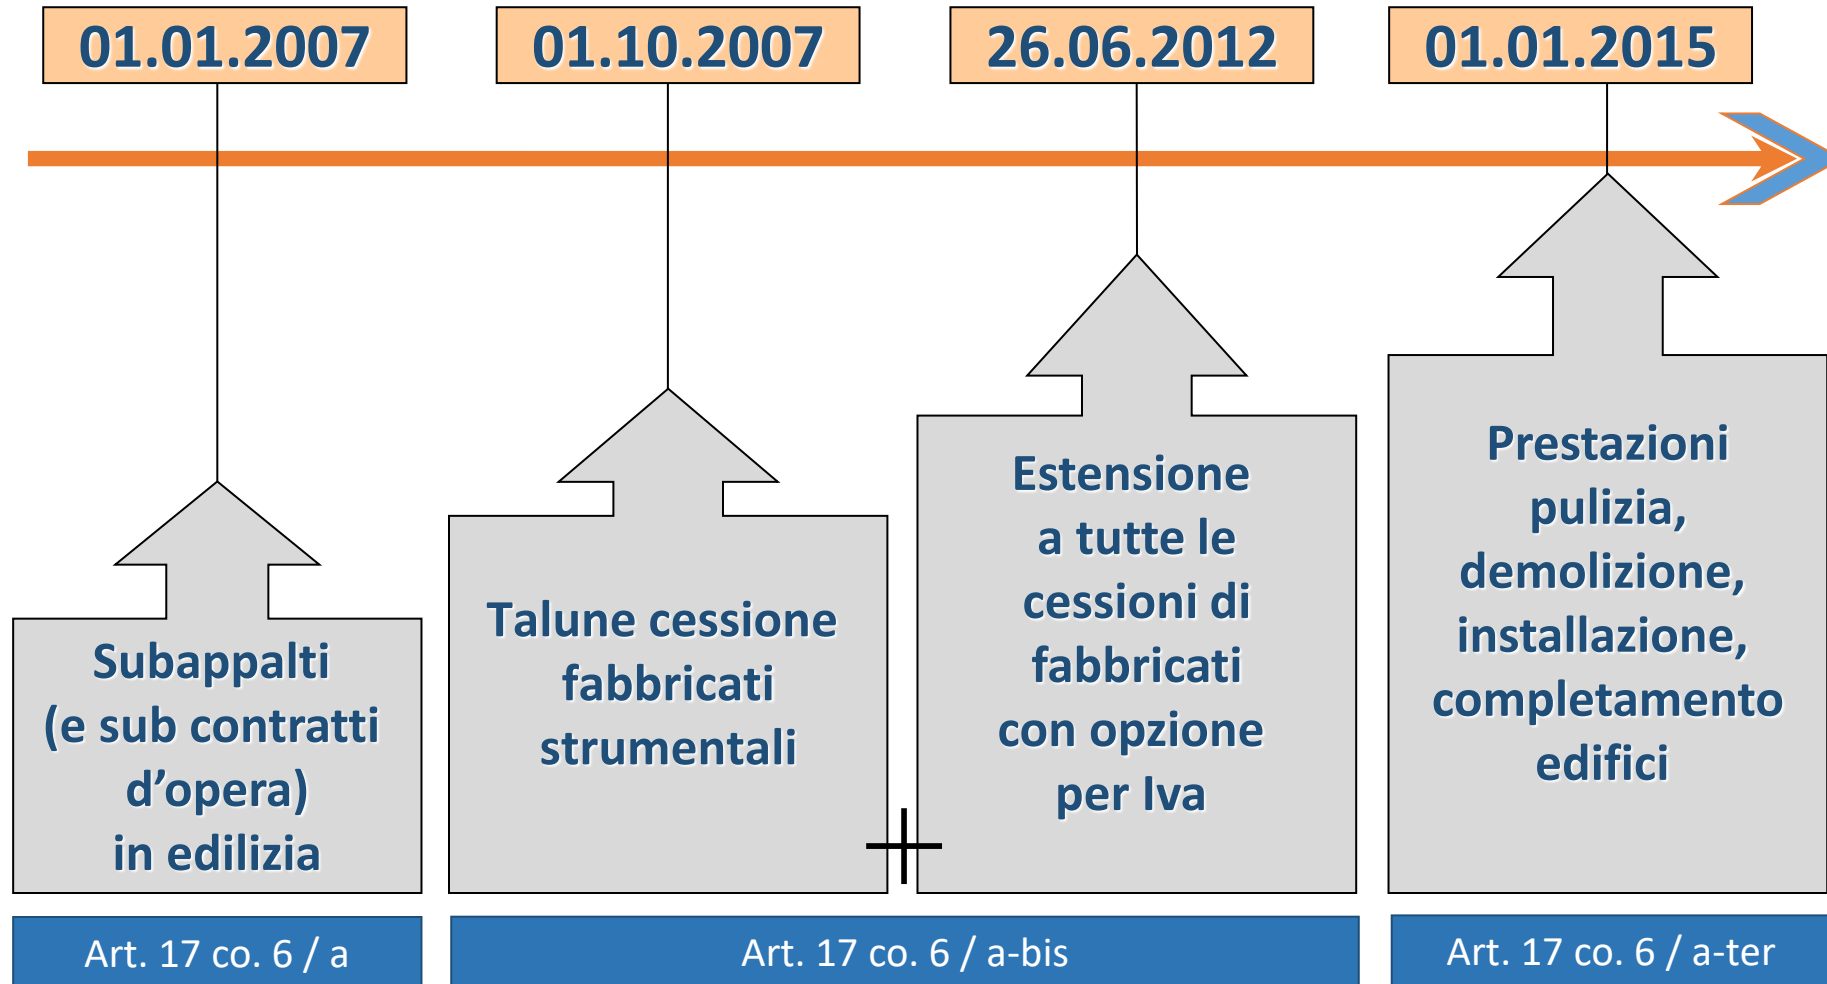 01.01.2007
01.10.2007
26.06.2012
01.01.2015
Subappalti
(e sub contratti
d’opera)
in edilizia
Talune cessione
fabbricati
strumentali
Estensione
a tutte le
cessioni di
fabbricati
con opzione
per Iva
Prestazioni
pulizia,
demolizione,
installazione,
completamento
edifici
Art. 17 co. 6 / a
Art. 17 co. 6 / a-bis
Art. 17 co. 6 / a-ter